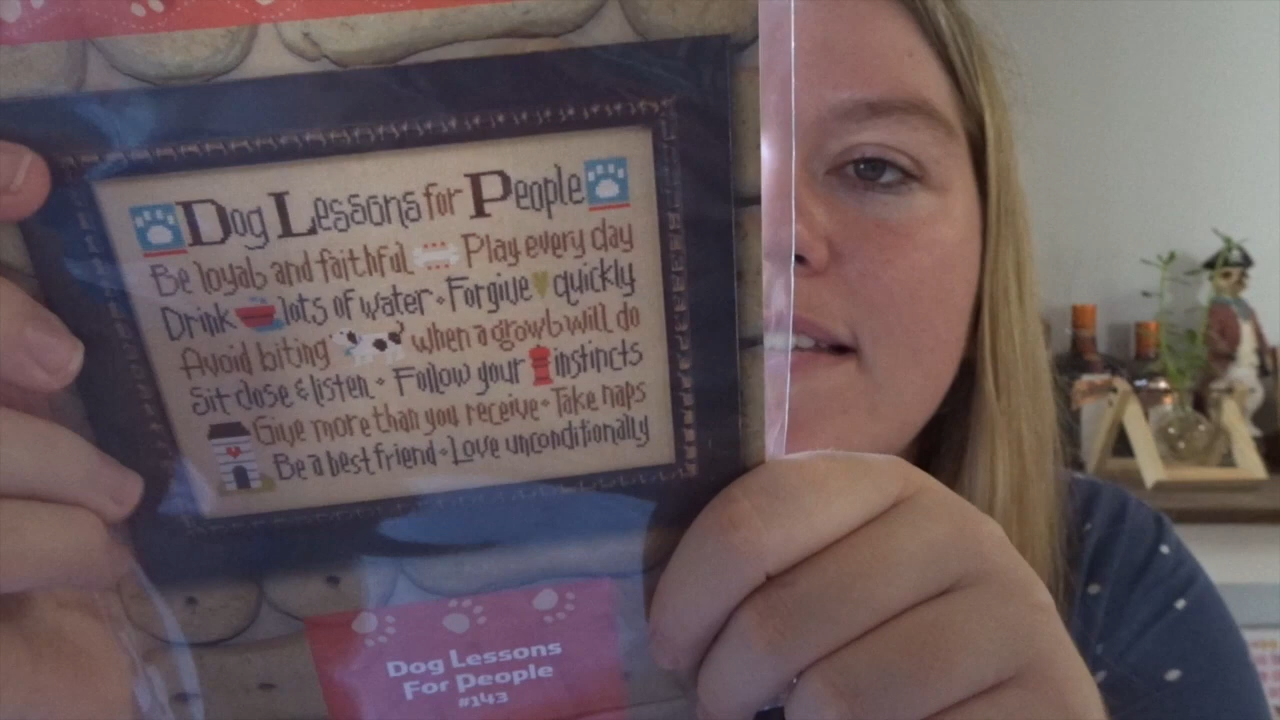 Dog Lessons for People
Be loyal and faithful Play every day
Drink lots of water • Forgive quickly
Avoid biting when a growl will do
Sit close & listen • Follow your instincts
Give more than you receive • Take naps
Be a best friend • Love unconditionally
Dog Lessons
For People
#143